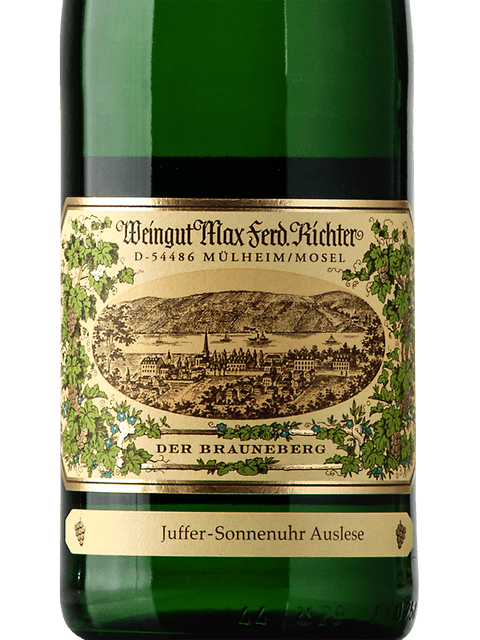 Weingut Max Ferd. Richter
D-54486 MÜLHEIM/MOSEL
DER BRAUNEBERG
Juffer-Sonnenuhr Auslese